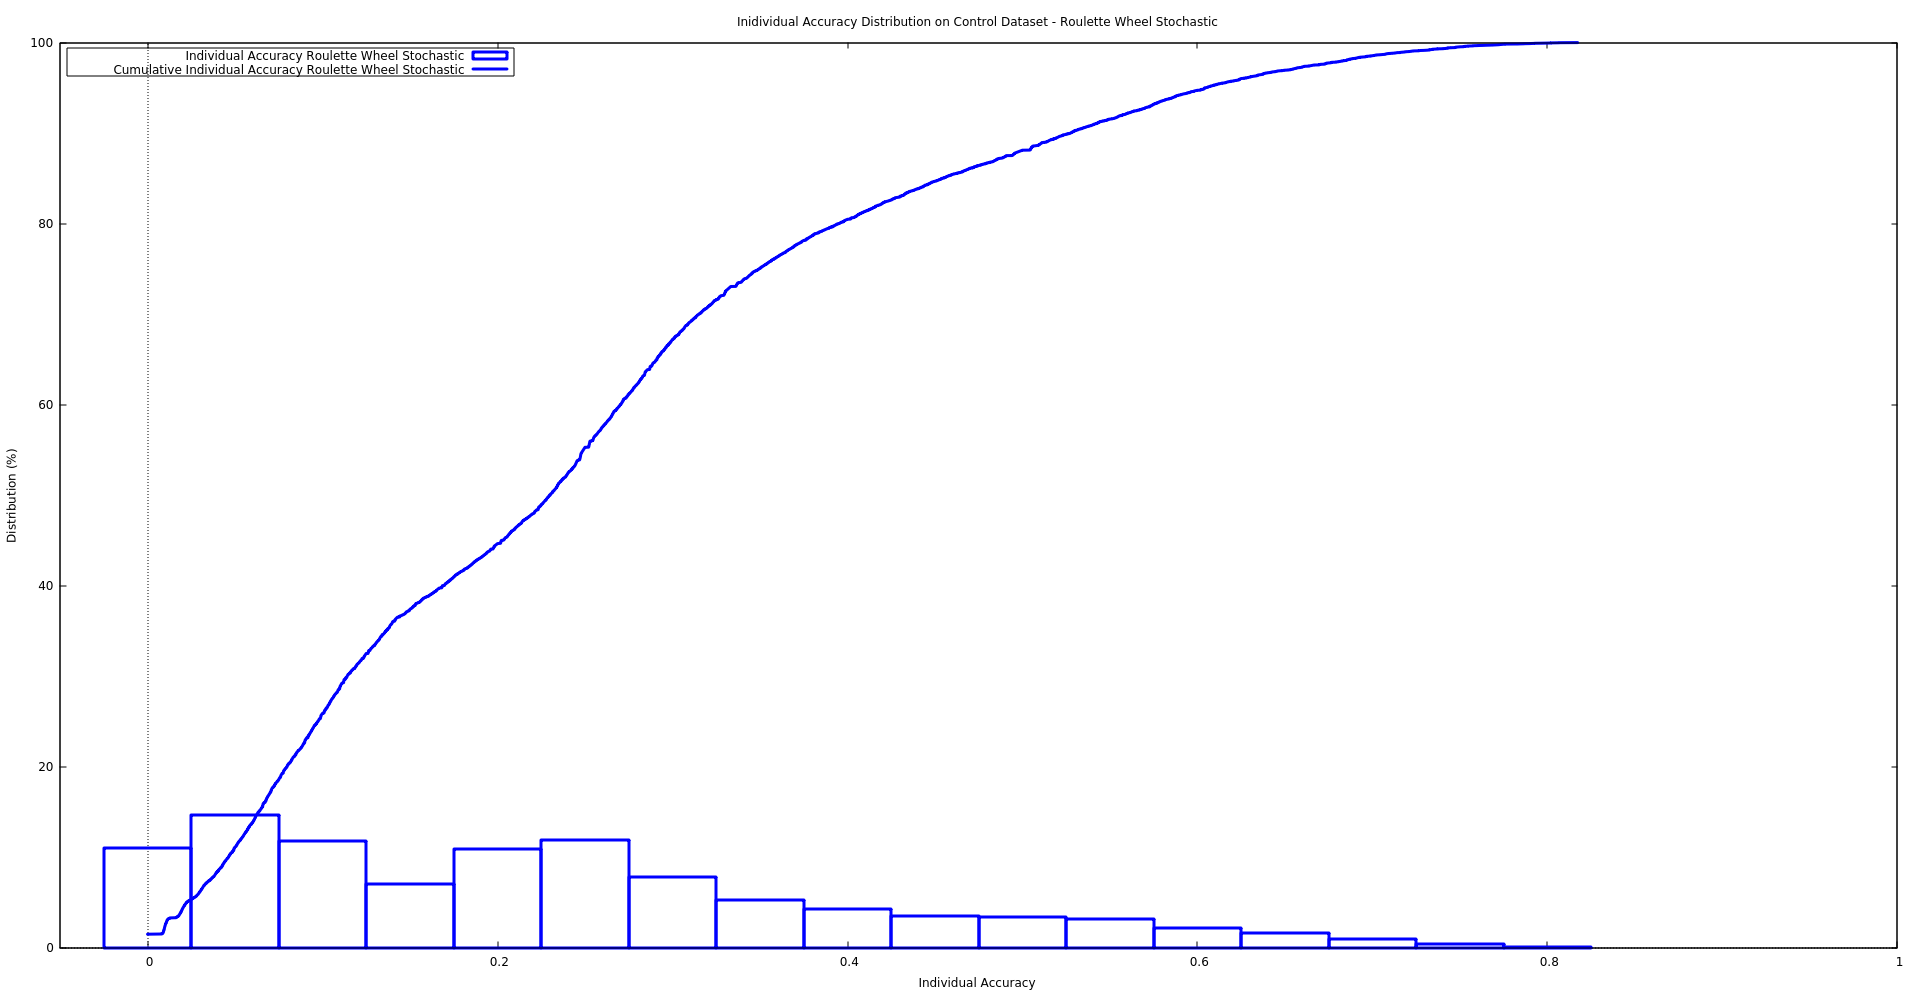 Inidividual Accuracy Distribution on Control Dataset - Roulette Wheel Stochastic
Individual Accuracy Roulette Wheel Stochastic
Cumulative Individual Accuracy Roulette Wheel Stochastic
100
80
60
40
20
0
Distribution (%)
0 0.2 0.4 0.6 0.8 1
Individual Accuracy